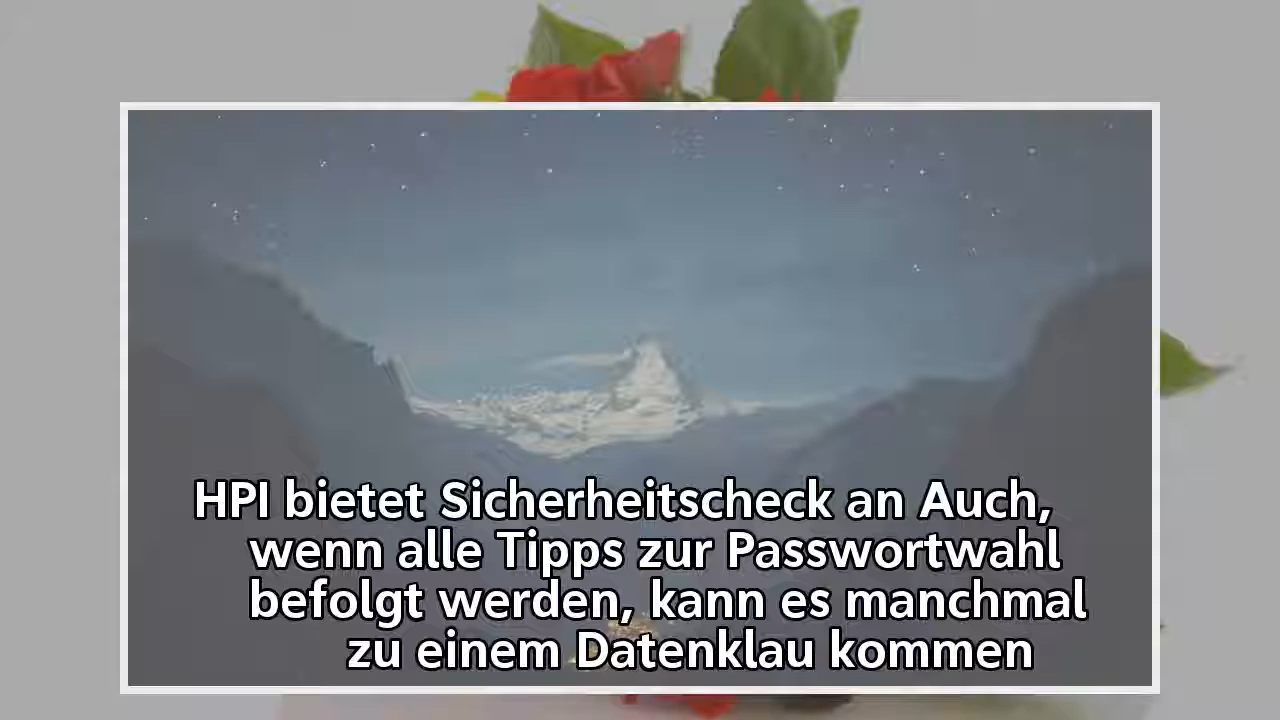 HPI bietet Sicherheitscheck an Auch,
wenn alle Tipps zur Passwortwahl
befolgt werden, kann es manchmal
zu einem Datenklau kommen